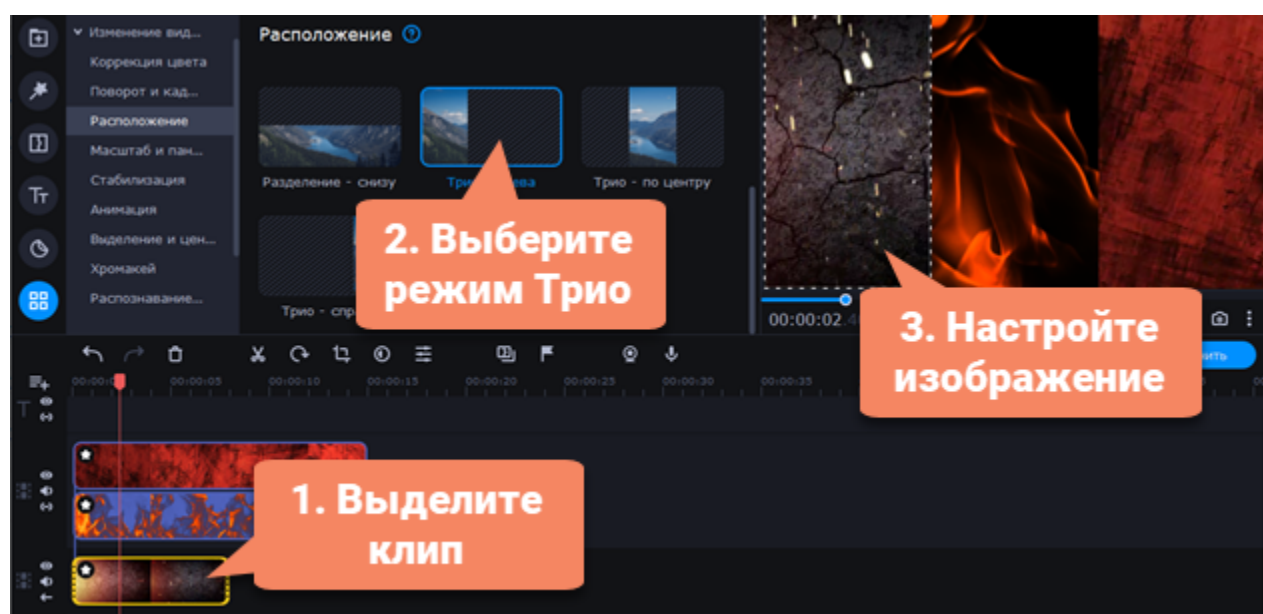 Изменение вид...
Коррекция цвета
Поворот и кад...
Расположение
Масштаб и пан...
Стабилизация
Анимация
Выделение и цен...
Хромакей
Распознавание...
Расположение
Разделение - снизу
Трио - по центру
2. Выберите
режим Трио
3. Настройте
изображение
00:00:02
00:00:05
00:00:10
00:00:15
00:00:20
00:00:25
00:00:30
00:00:35
1. Выделите
клип